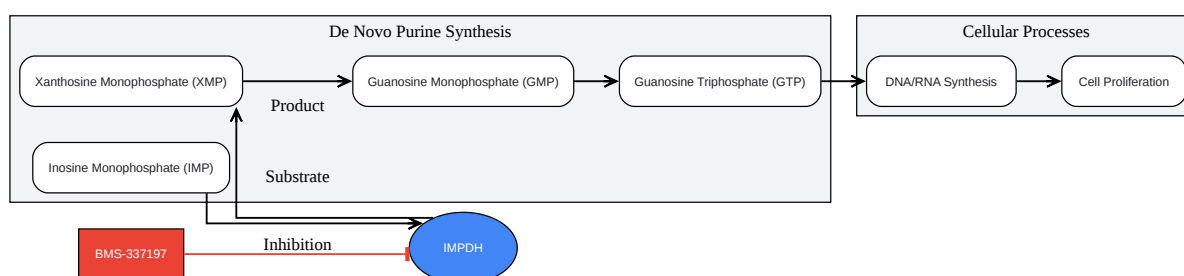 De Novo Purine Synthesis
Cellular Processes
Xanthosine Monophosphate (XMP)
Guanosine Monophosphate (GMP)
Guanosine Triphosphate (GTP)
DNA/RNA Synthesis
Cell Proliferation
Product
Inosine Monophosphate (IMP)
Substrate
BMS-337197
Inhibition
IMPDH